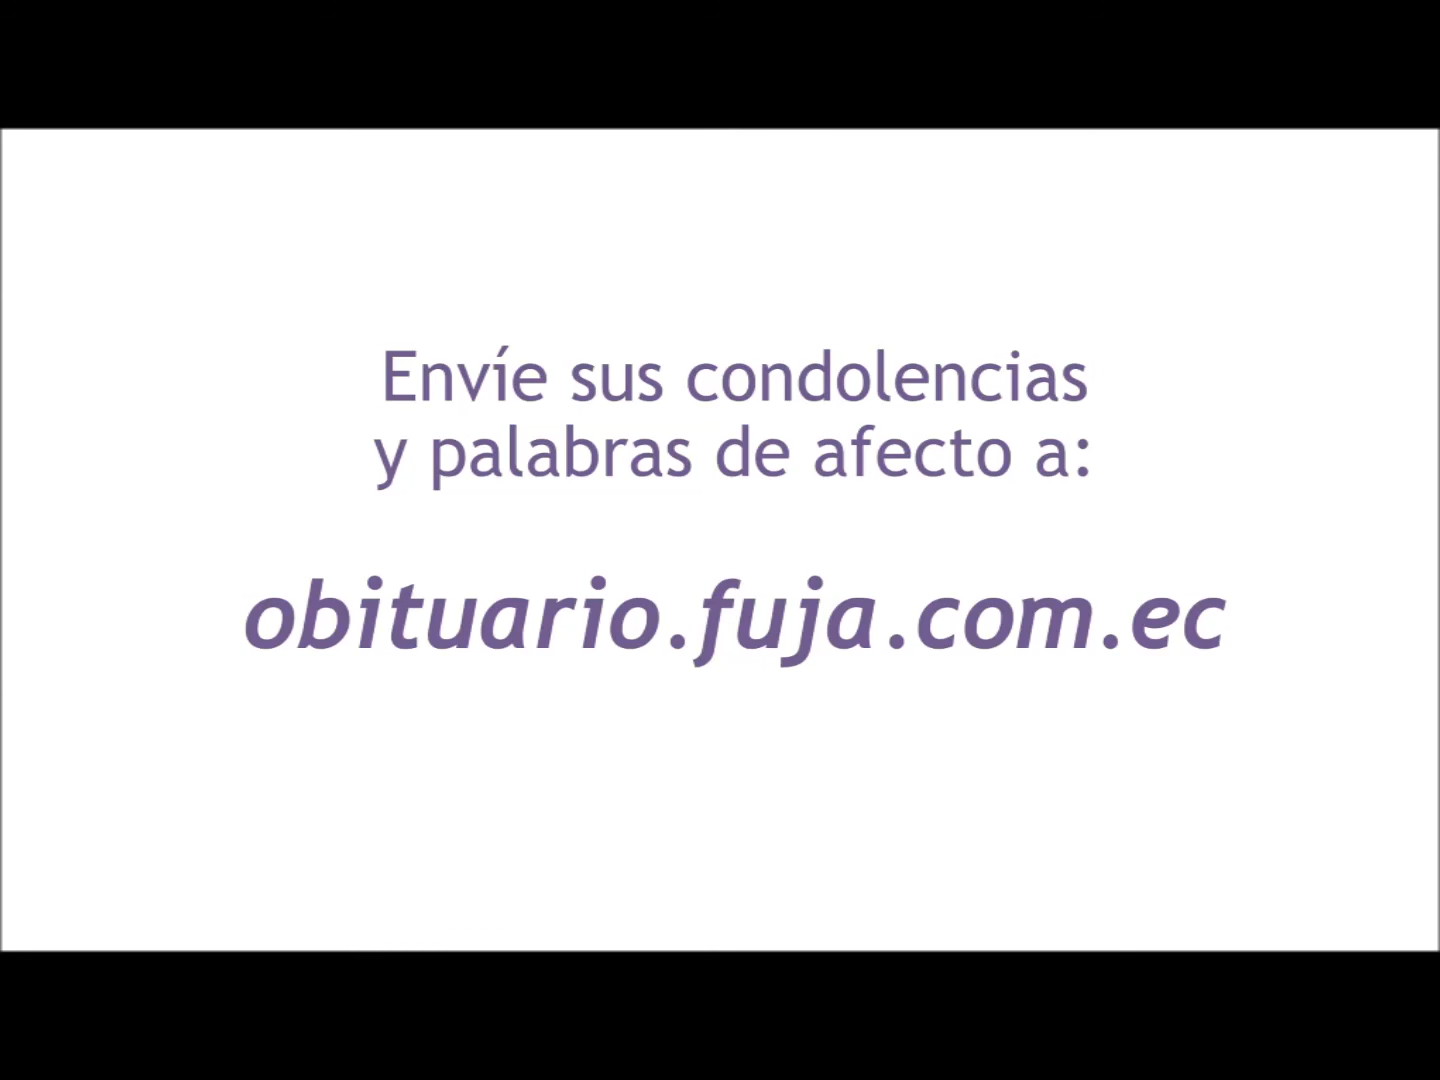 Envíe sus condolencias
y palabras de afecto a:
obituario.fuja.com.ec